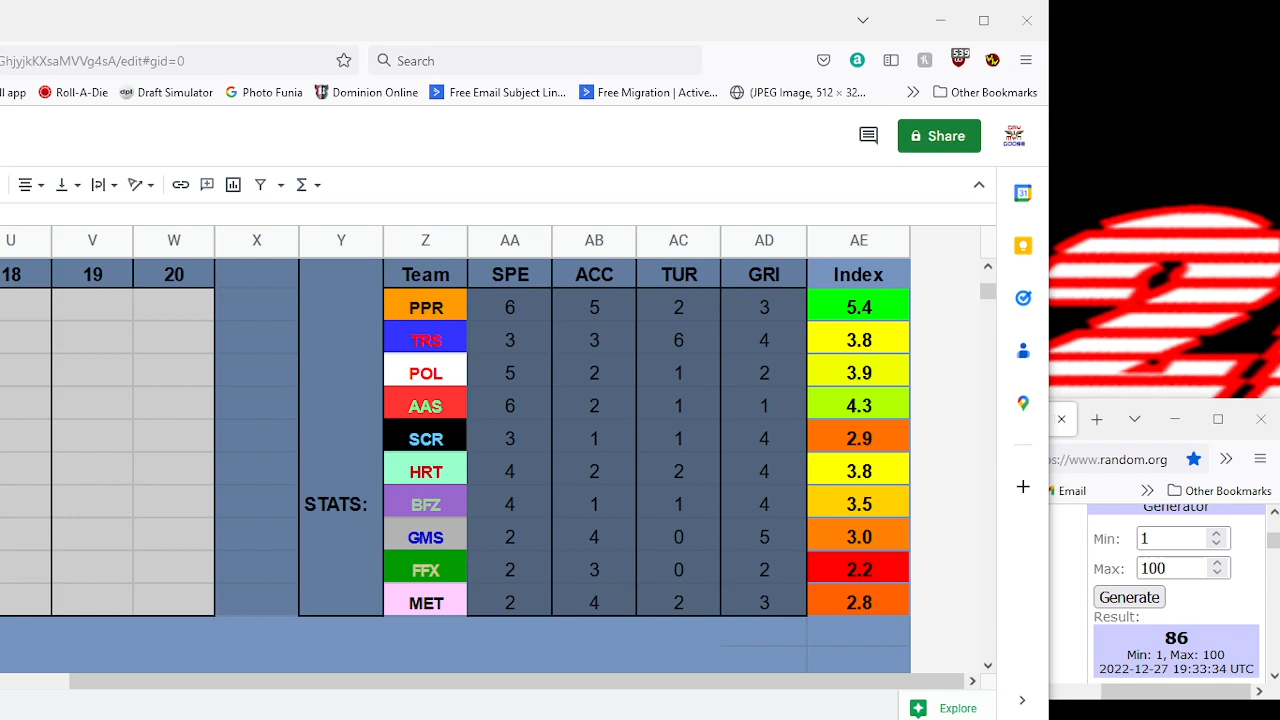 GhjyjkKXsaMVVg4sA/edit#gid=0
Search
539
ll app Roll-A-Die dpl Draft Simulator Photo Funia Dominion Online Free Email Subject Lin... Free Migration | Active... (JPEG Image, 512 × 32... Other Bookmarks
Share
31
U V W X Y Z AA AB AC AD AE
18 19 20 Team SPE ACC TUR GRI Index
PPR 6 5 2 3 5.4
TRS 3 3 6 4 3.8
POL 5 2 1 2 3.9
AAS 6 2 1 1 4.3
SCR 3 1 1 4 2.9
HRT 4 2 2 4 3.8
STATS: BFZ 4 1 1 4 3.5
GMS 2 4 0 5 3.0
FFX 2 3 0 2 2.2
MET 2 4 2 3 2.8
Explore
ps://www.random.org
Email Other Bookmarks
Generator
Min: 1
Max: 100
Generate
Result:
86
Min: 1, Max: 100
2022-12-27 19:33:34 UTC